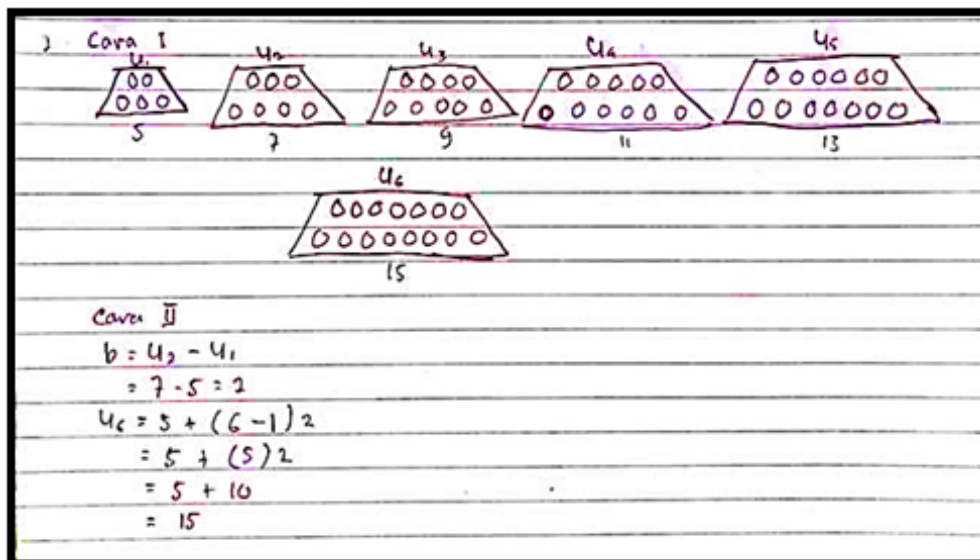 ) Cara I
U1 U2 U3 U4 U5
5 7 9 11 13
U6
15
Cara II
b = U2 - U1
= 7 - 5 = 2
U6 = 5 + (6 - 1) 2
= 5 + (5) 2
= 5 + 10
= 15